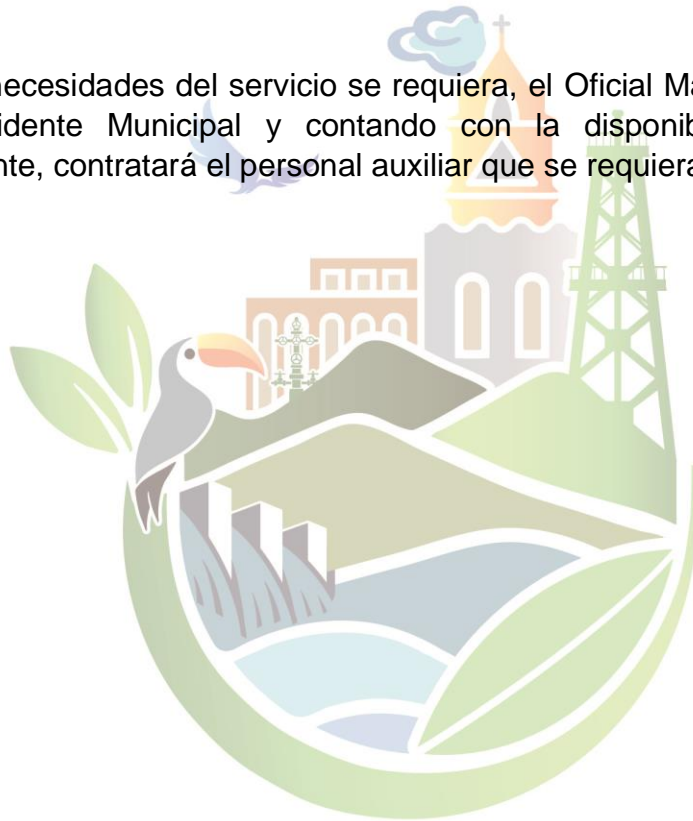 necesidades del servicio se requiera, el Oficial Ma
idente Municipal y contando con la disponib
nte, contratará el personal auxiliar que se requiera